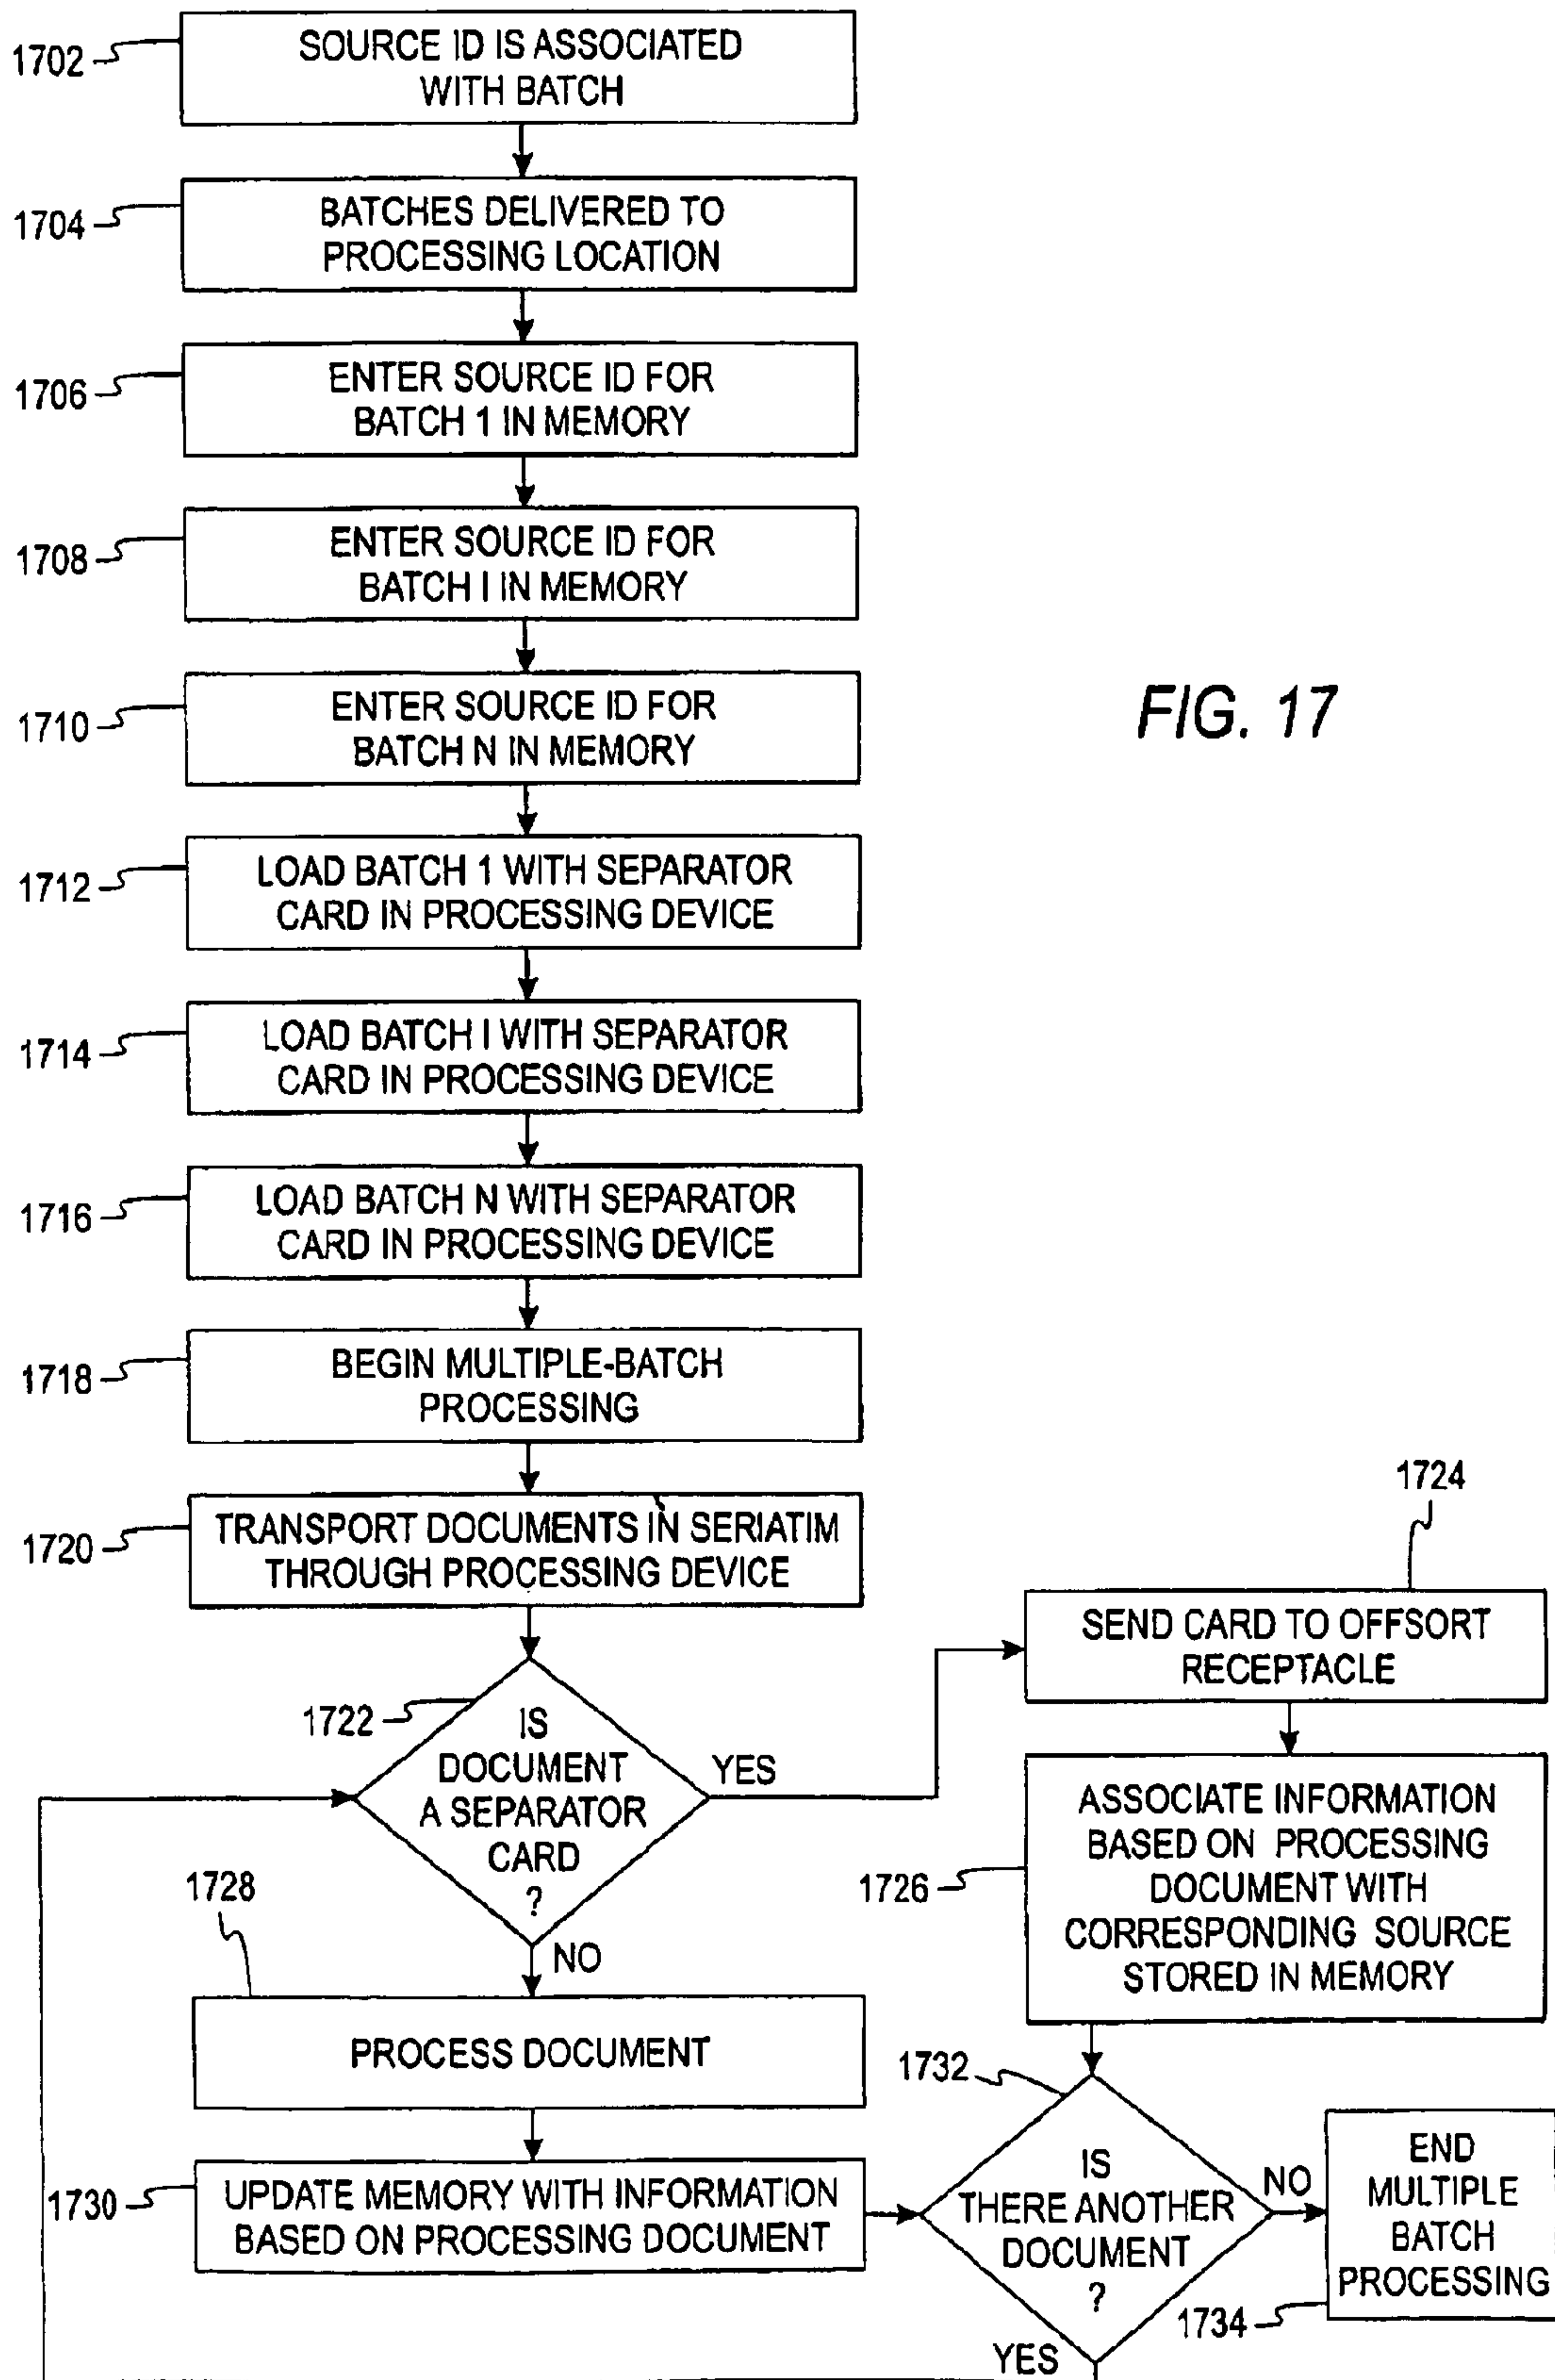 1702
SOURCE ID IS ASSOCIATED
WITH BATCH
1704
BATCHES DELIVERED TO
PROCESSING LOCATION
1706
ENTER SOURCE ID FOR
BATCH 1 IN MEMORY
1708
ENTER SOURCE ID FOR
BATCH I IN MEMORY
1710
ENTER SOURCE ID FOR
BATCH N IN MEMORY
FIG. 17
1712
LOAD BATCH 1 WITH SEPARATOR
CARD IN PROCESSING DEVICE
1714
LOAD BATCH I WITH SEPARATOR
CARD IN PROCESSING DEVICE
1716
LOAD BATCH N WITH SEPARATOR
CARD IN PROCESSING DEVICE
1718
BEGIN MULTIPLE-BATCH
PROCESSING
1720
TRANSPORT DOCUMENTS IN SERIATIM
THROUGH PROCESSING DEVICE
1722
IS
DOCUMENT
A SEPARATOR
CARD
?
YES
NO
1724
SEND CARD TO OFFSORT
RECEPTACLE
1726
ASSOCIATE INFORMATION
BASED ON PROCESSING
DOCUMENT WITH
CORRESPONDING SOURCE
STORED IN MEMORY
1728
PROCESS DOCUMENT
1730
UPDATE MEMORY WITH INFORMATION
BASED ON PROCESSING DOCUMENT
1732
IS
THERE ANOTHER
DOCUMENT
?
NO
YES
1734
END
MULTIPLE
BATCH
PROCESSING